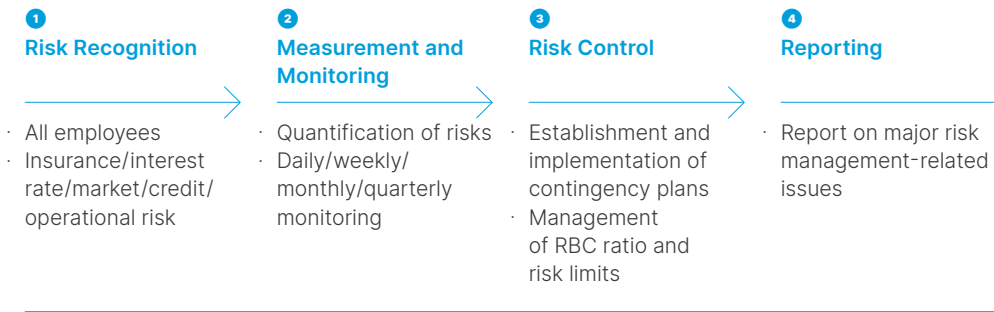 1
Risk Recognition
· All employees
· Insurance/interest
rate/market/credit/
operational risk
2
Measurement and
Monitoring
· Quantification of risks
· Daily/weekly/
monthly/quarterly
monitoring
3
Risk Control
· Establishment and
implementation of
contingency plans
· Management
of RBC ratio and
risk limits
4
Reporting
· Report on major risk
management-related
issues